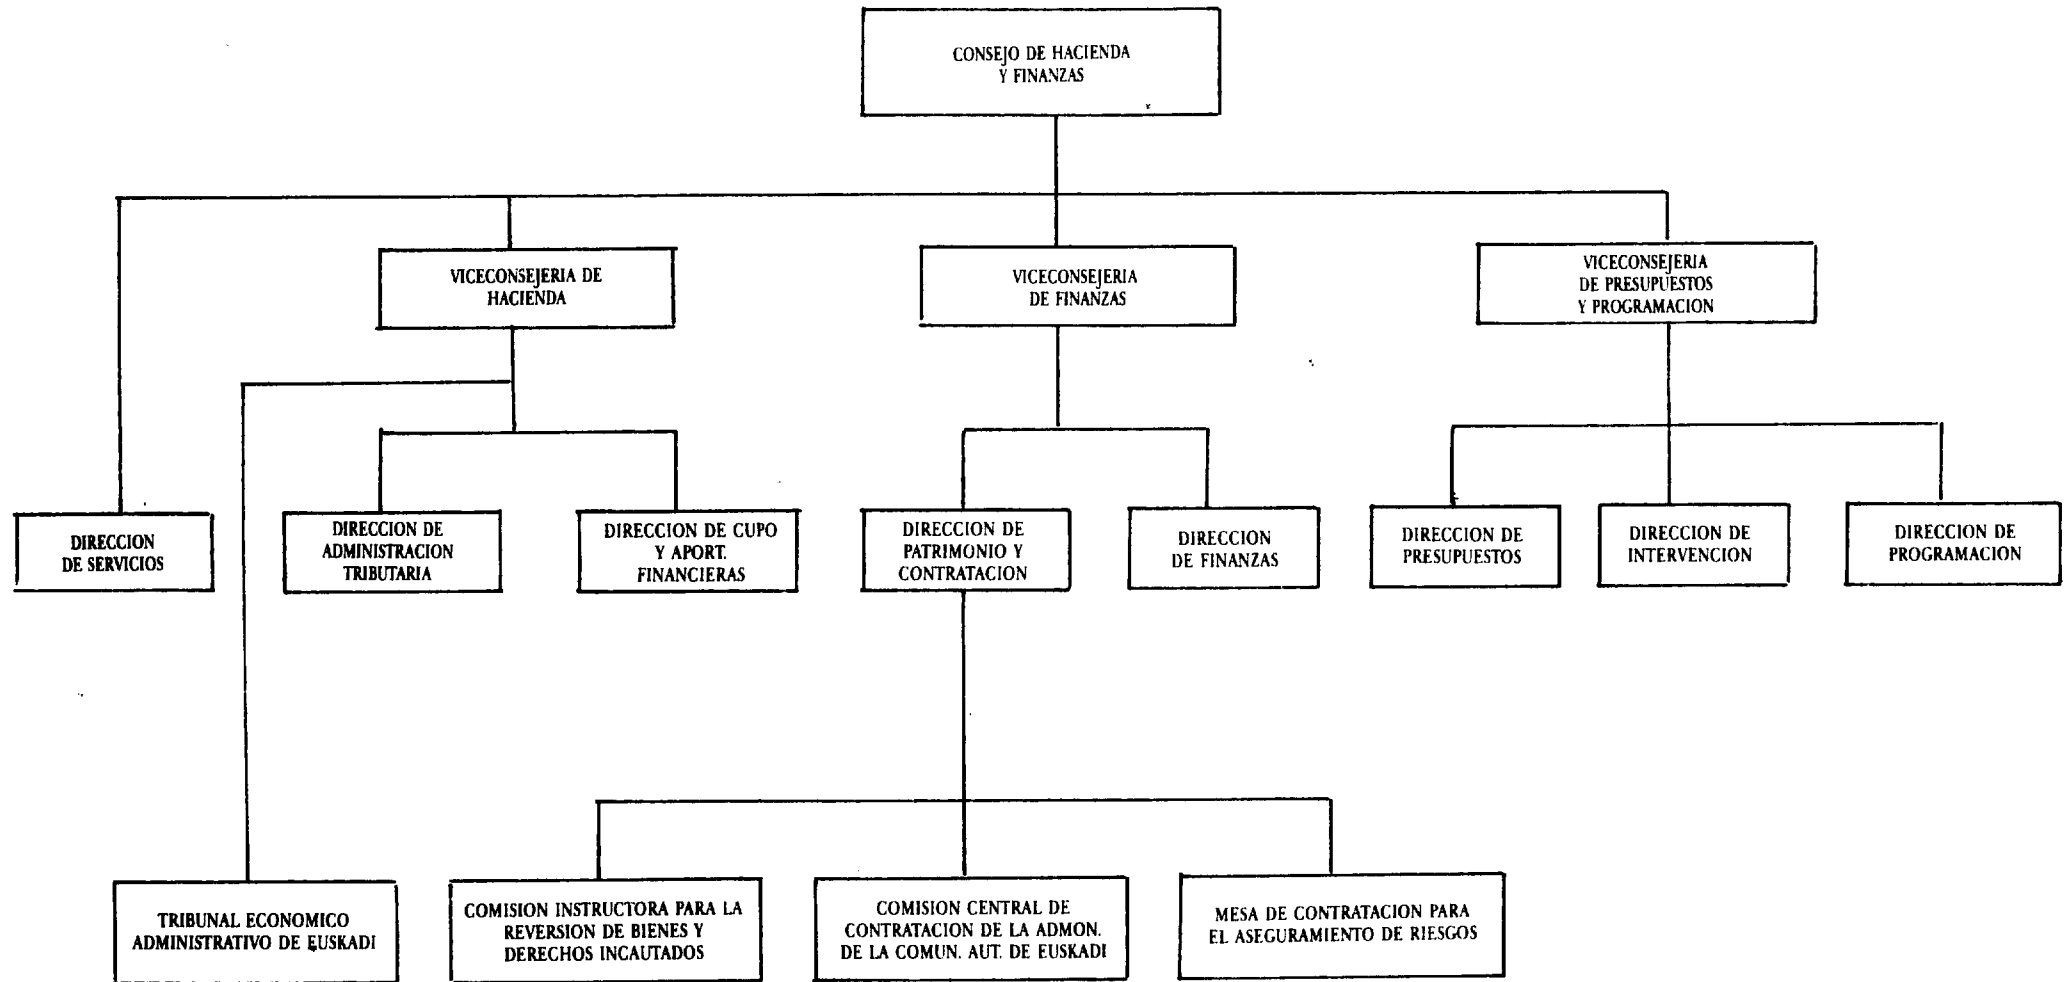 CONSEJO DE HACIENDA
Y FINANZAS
VICECONSEJERIA DE
HACIENDA
VICECONSEJERIA
DE FINANZAS
VICECONSEJERIA
DE PRESUPUESTOS
Y PROGRAMACION
DIRECCION
DE SERVICIOS
DIRECCION DE
ADMINISTRACION
TRIBUTARIA
DIRECCION DE CUPO
Y APORT.
FINANCIERAS
DIRECCION DE
PATRIMONIO Y
CONTRATACION
DIRECCION
DE FINANZAS
DIRECCION DE
PRESUPUESTOS
DIRECCION DE
INTERVENCION
DIRECCION DE
PROGRAMACION
TRIBUNAL ECONOMICO
ADMINISTRATIVO DE EUSKADI
COMISION INSTRUCTORA PARA LA
REVERSION DE BIENES Y
DERECHOS INCAUTADOS
COMISION CENTRAL DE
CONTRATACION DE LA ADMON.
DE LA COMUN. AUT. DE EUSKADI
MESA DE CONTRATACION PARA
EL ASEGURAMIENTO DE RIESGOS